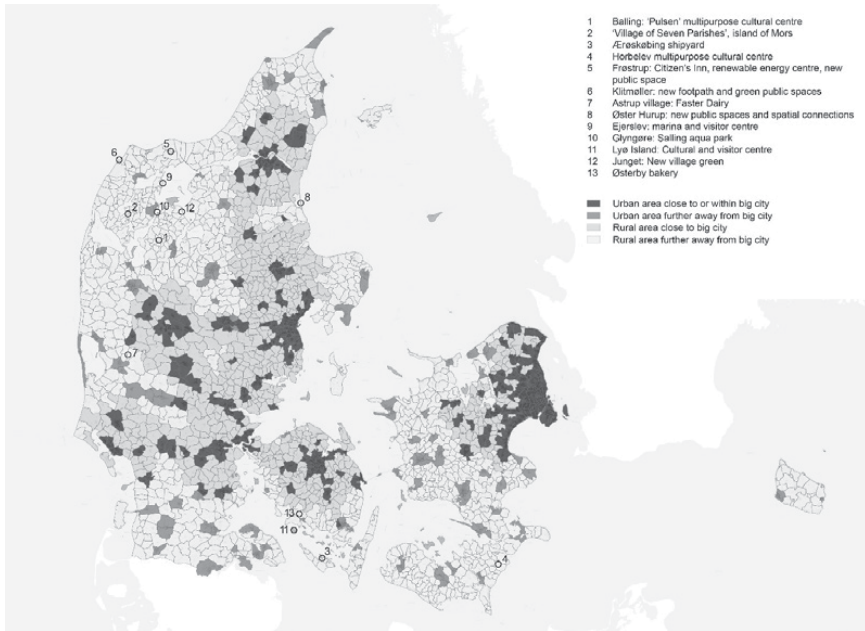 1 Balling: 'Pulsen' multipurpose cultural centre
2 'Village of Seven Parishes', island of Mors
3 Ærøskøbing shipyard
4 Horbelev multipurpose cultural centre
5 Frøstrup: Citizen's Inn, renewable energy centre, new
public space
6 Klitmøller: new footpath and green public spaces
7 Astrup village: Faster Dairy
8 Øster Hurup: new public spaces and spatial connections
9 Ejerslev: marina and visitor centre
10 Glyngøre: Salling aqua park
11 Lyø Island: Cultural and visitor centre
12 Junget: New village green
13 Østerby bakery
Urban area close to or within big city
Urban area further away from big city
Rural area close to big city
Rural area further away from big city
5
6
9
2
10
12
8
1
7
13
11
3
4